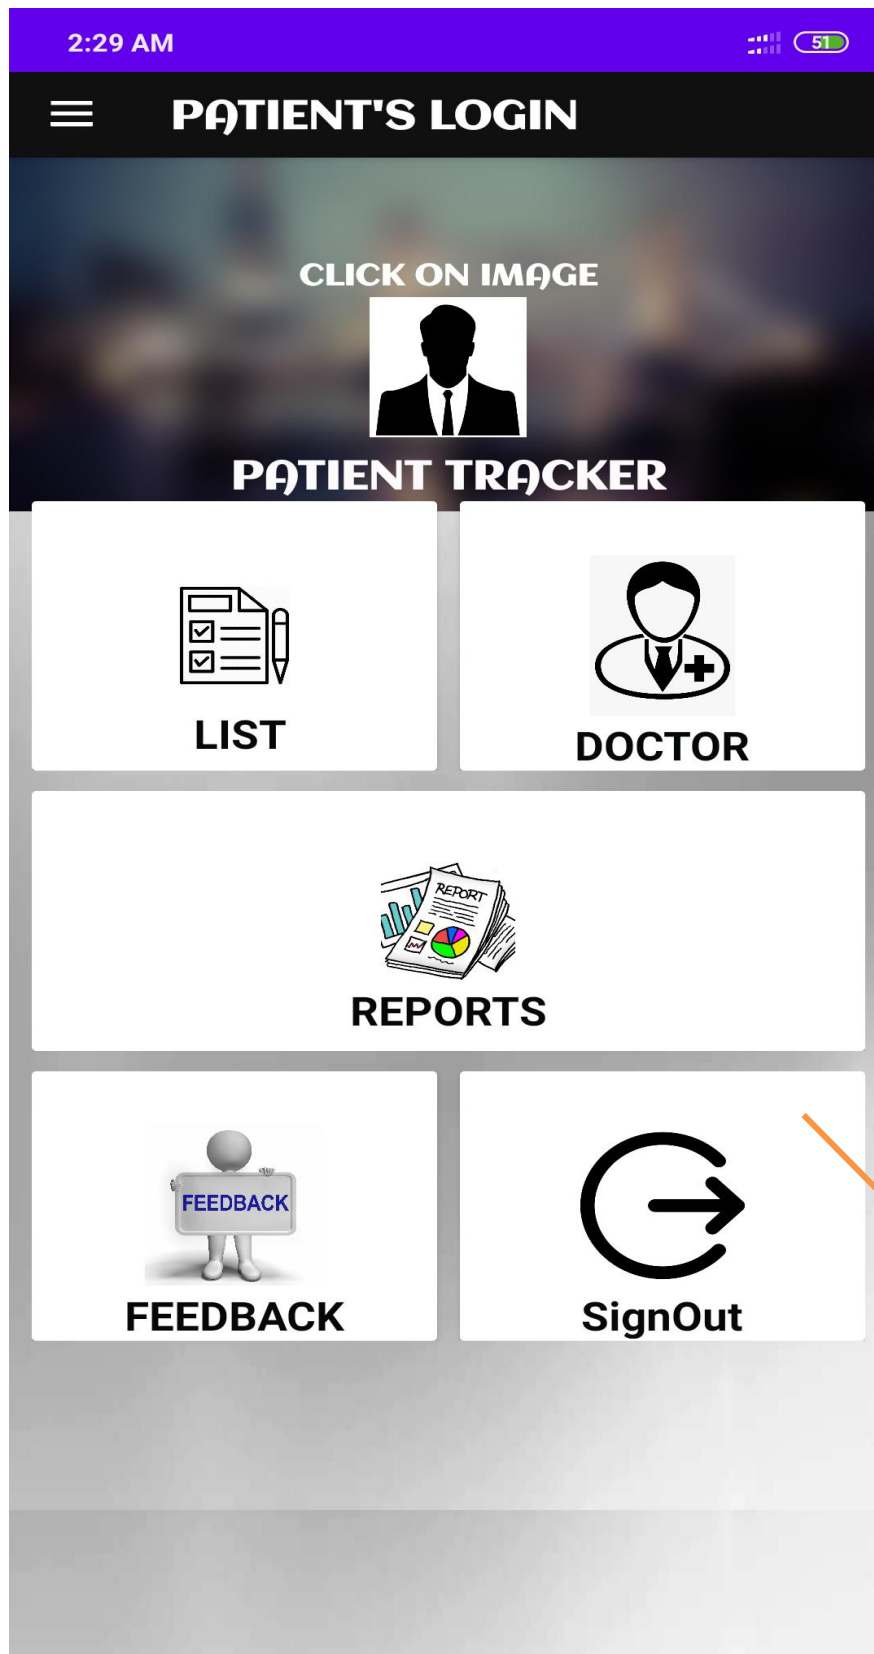 2:29 AM
51
PATIENT'S LOGIN
CLICK ON IMAGE
PATIENT TRACKER
LIST
DOCTOR
REPORT
REPORTS
FEEDBACK
FEEDBACK
SignOut